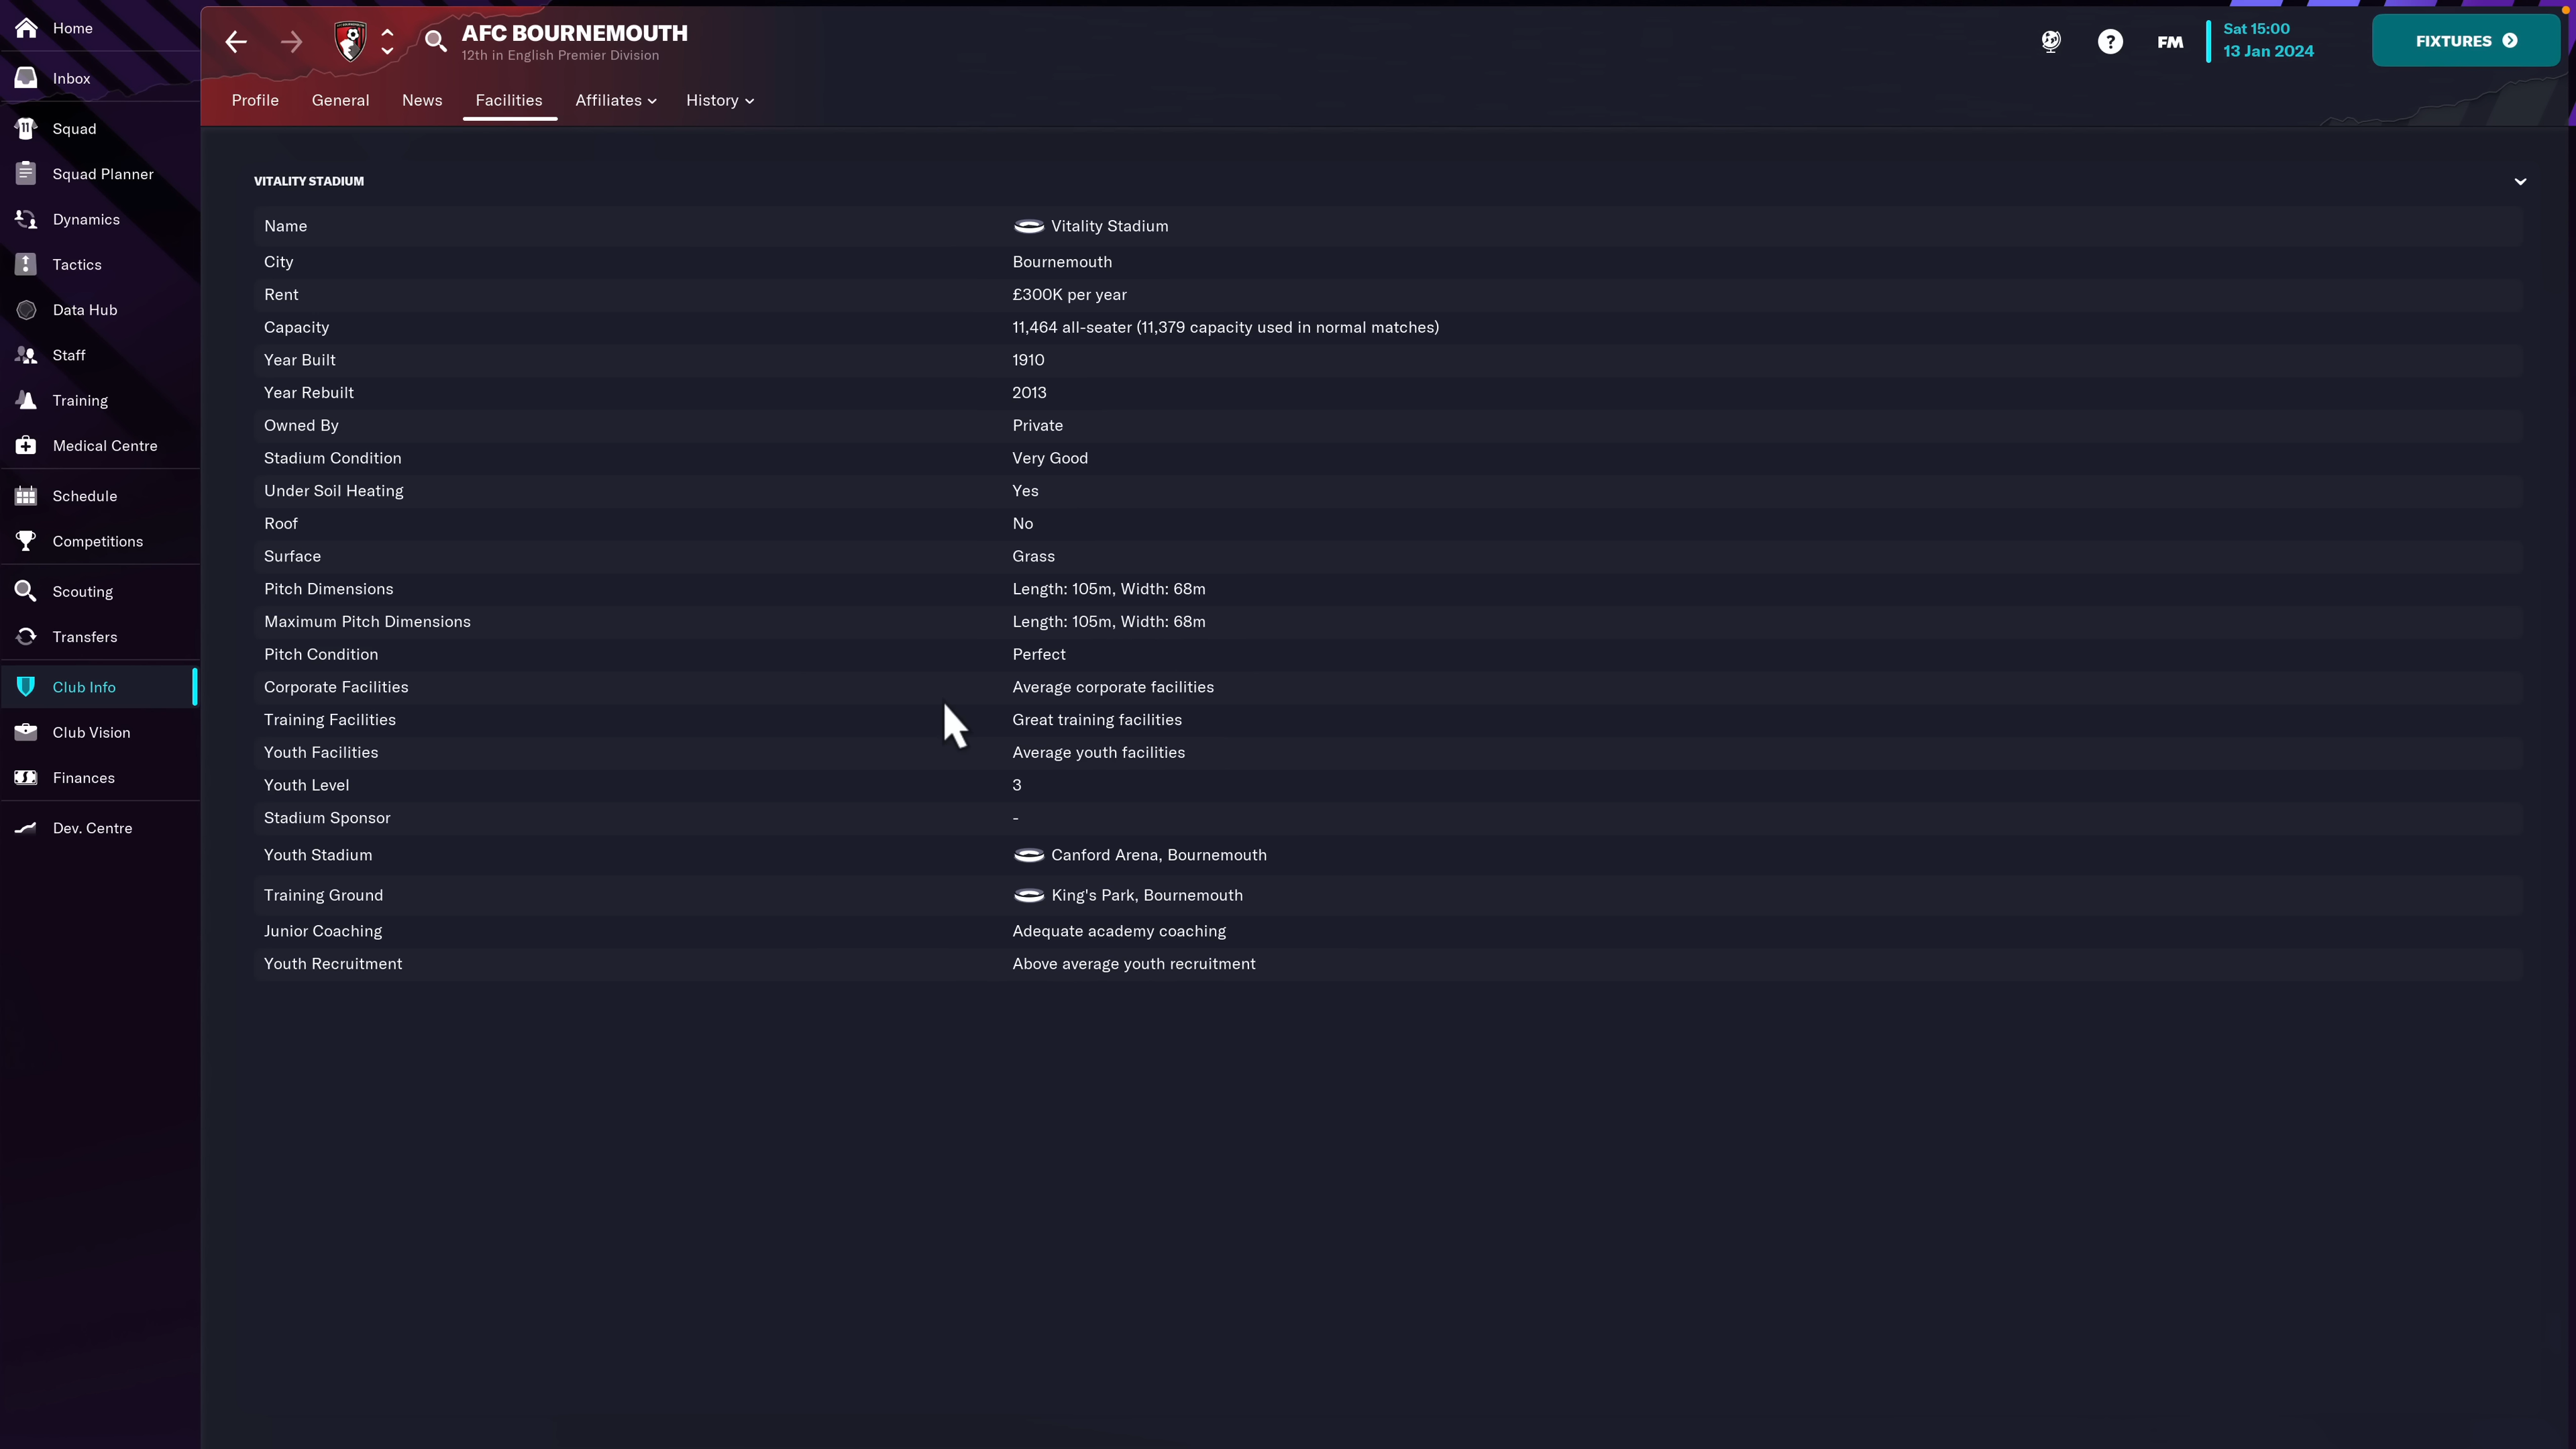 Home
Inbox
Squad
Squad Planner
Dynamics
Tactics
Data Hub
Staff
Training
Medical Centre
Schedule
Competitions
Scouting
Transfers
Club Info
Club Vision
Finances
Dev. Centre
AFC BOURNEMOUTH
12th in English Premier Division
FM
Sat 15:00
13 Jan 2024
FIXTURES
Profile General News Facilities Affiliates History
VITALITY STADIUM
Name Vitality Stadium
City Bournemouth
Rent £300K per year
Capacity 11,464 all-seater (11,379 capacity used in normal matches)
Year Built 1910
Year Rebuilt 2013
Owned By Private
Stadium Condition Very Good
Under Soil Heating Yes
Roof No
Surface Grass
Pitch Dimensions Length: 105m, Width: 68m
Maximum Pitch Dimensions Length: 105m, Width: 68m
Pitch Condition Perfect
Corporate Facilities Average corporate facilities
Training Facilities Great training facilities
Youth Facilities Average youth facilities
Youth Level 3
Stadium Sponsor -
Youth Stadium Canford Arena, Bournemouth
Training Ground King's Park, Bournemouth
Junior Coaching Adequate academy coaching
Youth Recruitment Above average youth recruitment